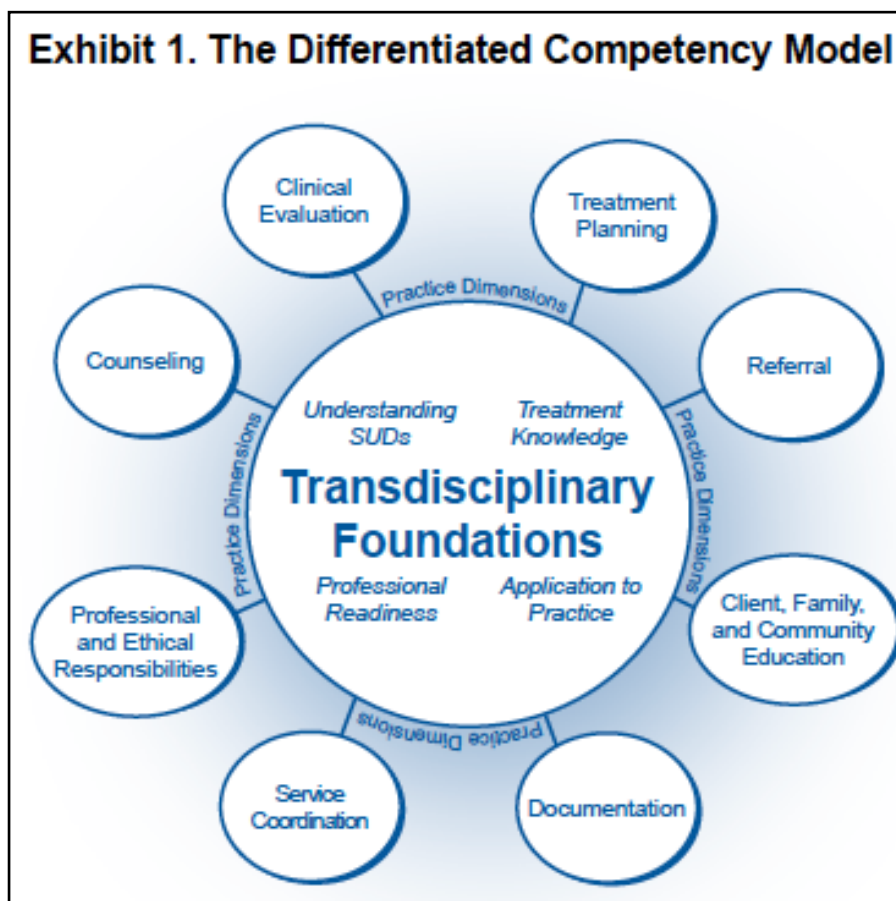 Exhibit 1. The Differentiated Competency Model
Clinical
Evaluation
Treatment
Planning
Practice Dimensions
Counseling
Referral
Understanding
SUDs
Treatment
Knowledge
Practice Dimensions
Practice Dimensions
Transdisciplinary
Foundations
Professional
Readiness
Application to
Practice
Professional
and Ethical
Responsibilities
Client, Family,
and Community
Education
Practice Dimensions
Service
Coordination
Documentation